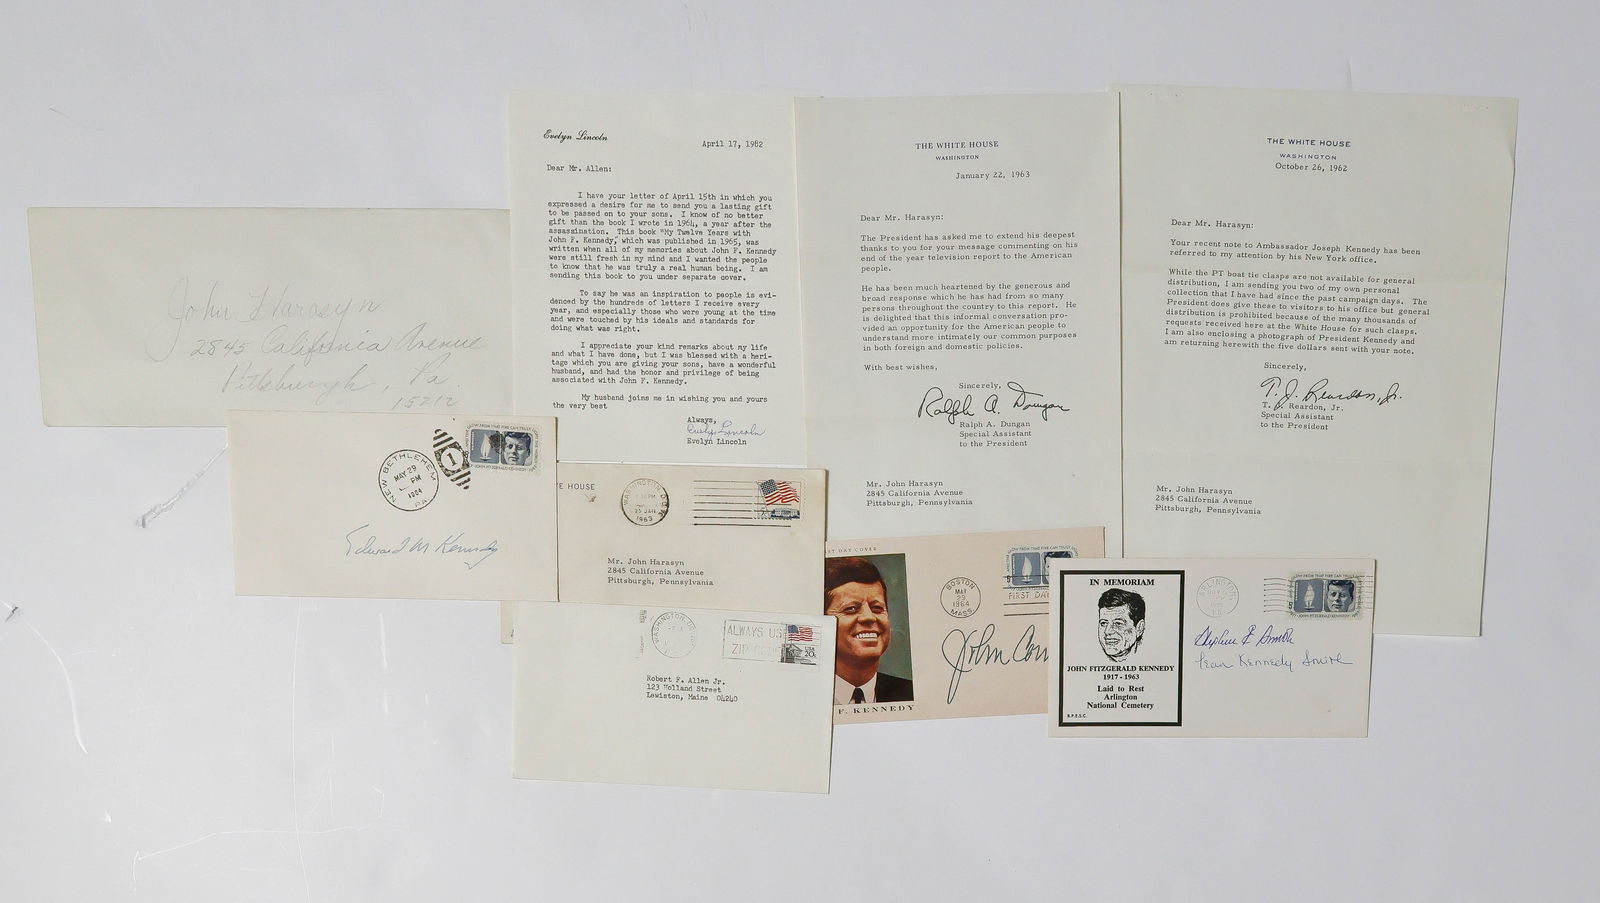 John Harasyn
2845 California Avenue
Pittsburgh, Pa.
15212
Evelyn Lincoln
April 17, 1982
Dear Mr. Allen:
I have your letter of April 15th in which you
expressed a desire for me to send you a lasting gift
to be passed on to your sons. I know of no better
gift than the book I wrote in 1964, a year after the
assassination. This book "My Twelve Years with
John F. Kennedy," which was published in 1965, was
written when all of my memories about John F. Kennedy
were still fresh in my mind and I wanted the people
to know that he was truly a real human being. I am
sending this book to you under separate cover.
To say he was an inspiration to people is evi-
denced by the hundreds of letters I receive every
year, and especially those who were young at the time
and were touched by his ideals and standards for
doing what was right.
I appreciate your kind remarks about my life
and what I have done, but I was blessed with a heri-
tage which you are giving your sons, have a wonderful
husband, and had the honor and privilege of being
associated with John F. Kennedy.
My husband joins me in wishing you and yours
the very best
Always,
Evelyn Lincoln
Evelyn Lincoln
THE WHITE HOUSE
WASHINGTON
January 22, 1963
Dear Mr. Harasyn:
The President has asked me to extend his deepest
thanks to you for your message commenting on his
end of the year television report to the American
people.
He has been much heartened by the generous and
broad response which he has had from so many
persons throughout the country to this report. He
is delighted that this informal conversation pro-
vided an opportunity for the American people to
understand more intimately our common purposes
in both foreign and domestic policies.
With best wishes,
Sincerely,
Ralph A. Dungan
Ralph A. Dungan
Special Assistant
to the President
Mr. John Harasyn
2845 California Avenue
Pittsburgh, Pennsylvania
THE WHITE HOUSE
WASHINGTON
October 26, 1962
Dear Mr. Harasyn:
Your recent note to Ambassador Joseph Kennedy has been
referred to my attention by his New York office.
While the PT boat tie clasps are not available for general
distribution, I am sending you two of my own personal
collection that I have had since the past campaign days. The
President does give these to visitors to his office but general
distribution is prohibited because of the many thousands of
requests received here at the White House for such clasps.
I am also enclosing a photograph of President Kennedy and
am returning herewith the five dollars sent with your note.
Sincerely,
T. J. Reardon, Jr.
T. J. Reardon, Jr.
Special Assistant
to the President
Mr. John Harasyn
2845 California Avenue
Pittsburgh, Pennsylvania
NEW BETHLEHEM
MAY 29
PM
1964
PA.
1
Edward M Kennedy
E HOUSE
WASHINGTON, D.C.
PM
23 JAN
1963
Mr. John Harasyn
2845 California Avenue
Pittsburgh, Pennsylvania
WASHINGTON DC
ALWAYS US
ZIP CODE
USA
20c
Robert F. Allen Jr.
123 Holland Street
Lewiston, Maine 04240
ST DAY COVER
BOSTON
MAY
29
1964
MASS.
FIRST DAY
John Con
F. KENNEDY
IN MEMORIAM
JOHN FITZGERALD KENNEDY
1917 - 1963
Laid to Rest
Arlington
National Cemetery
R.P.E.S.C.
ARLINGTON
Stephen E Smith
Jean Kennedy Smith